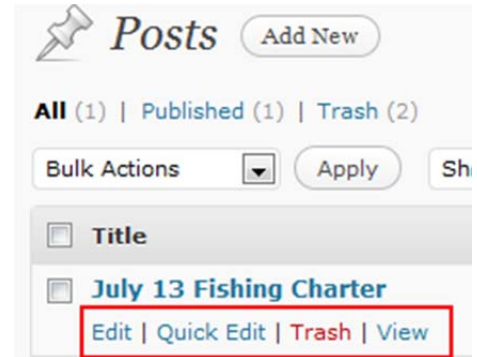 Posts Add New
All (1) | Published (1) | Trash (2)
Bulk Actions Apply
Title
July 13 Fishing Charter
Edit | Quick Edit | Trash | View